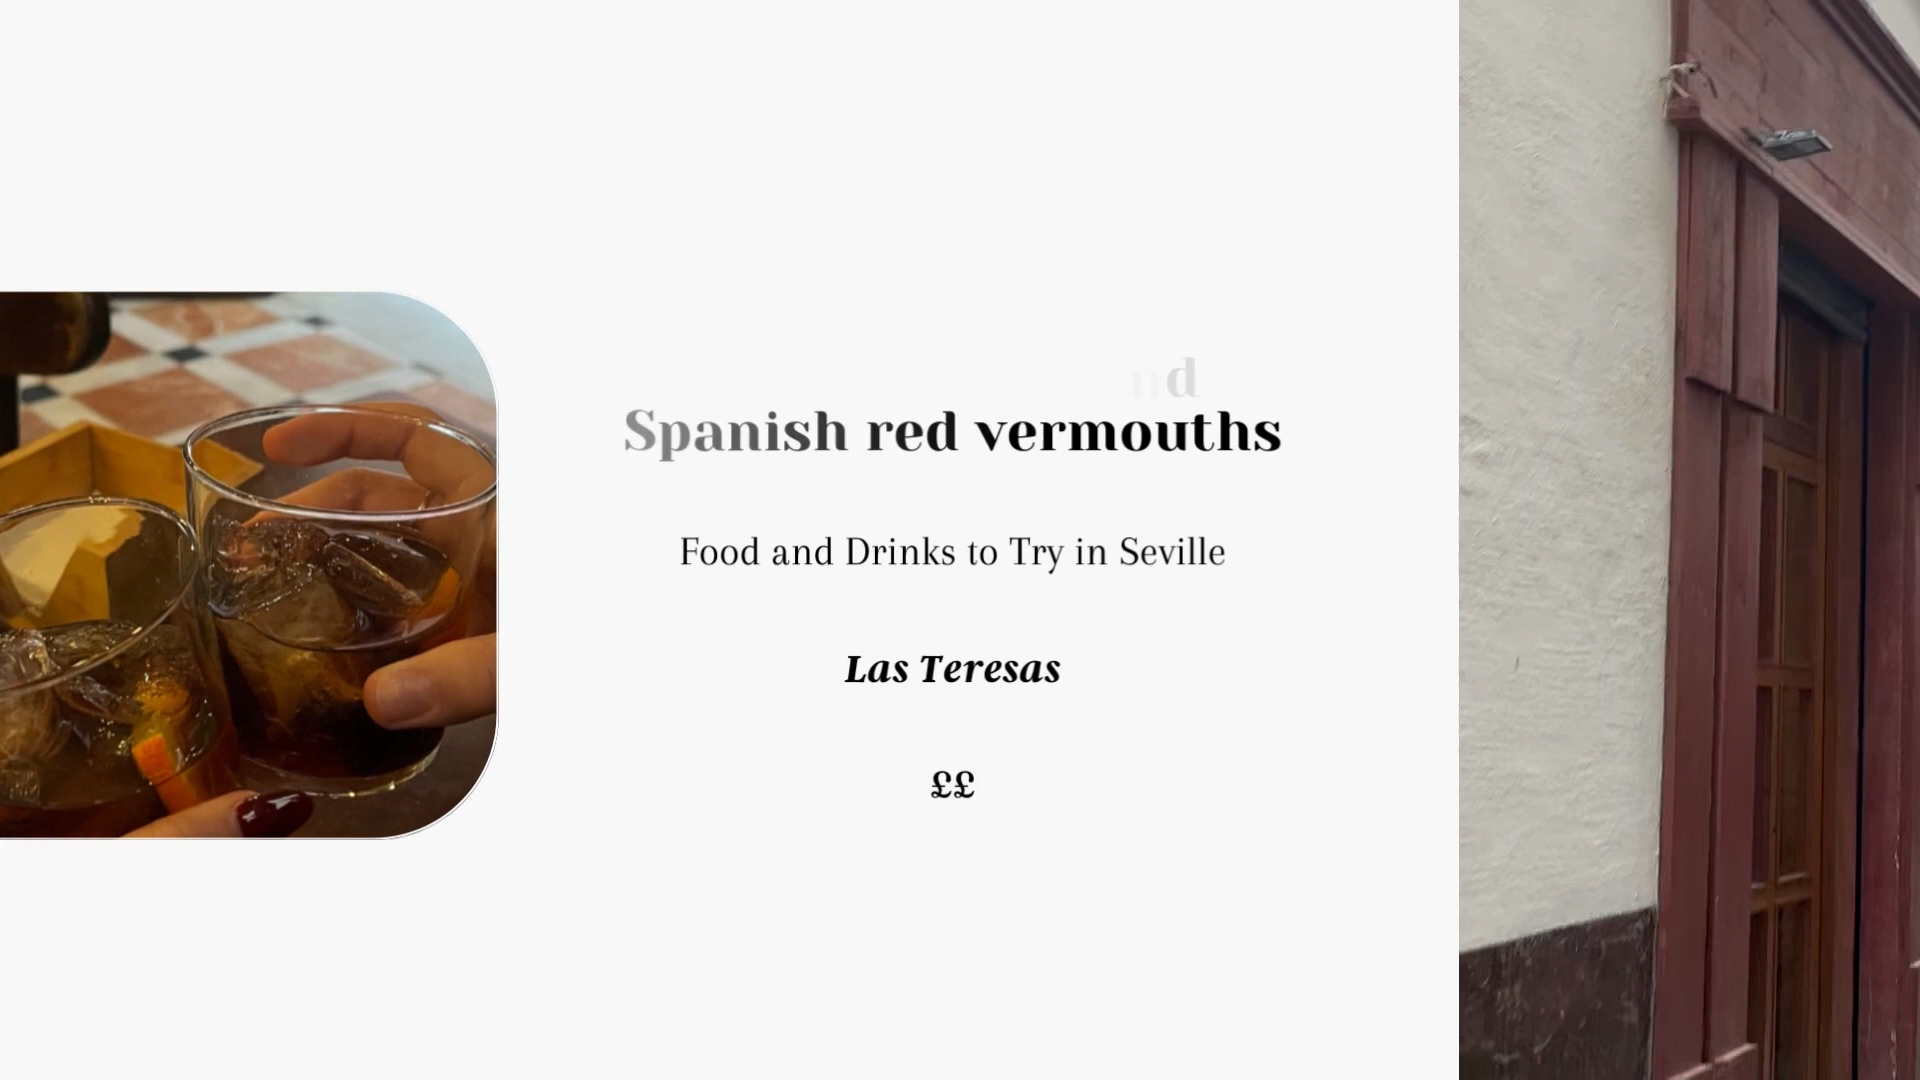 Spanish red vermouths
Food and Drinks to Try in Seville
Las Teresas
££